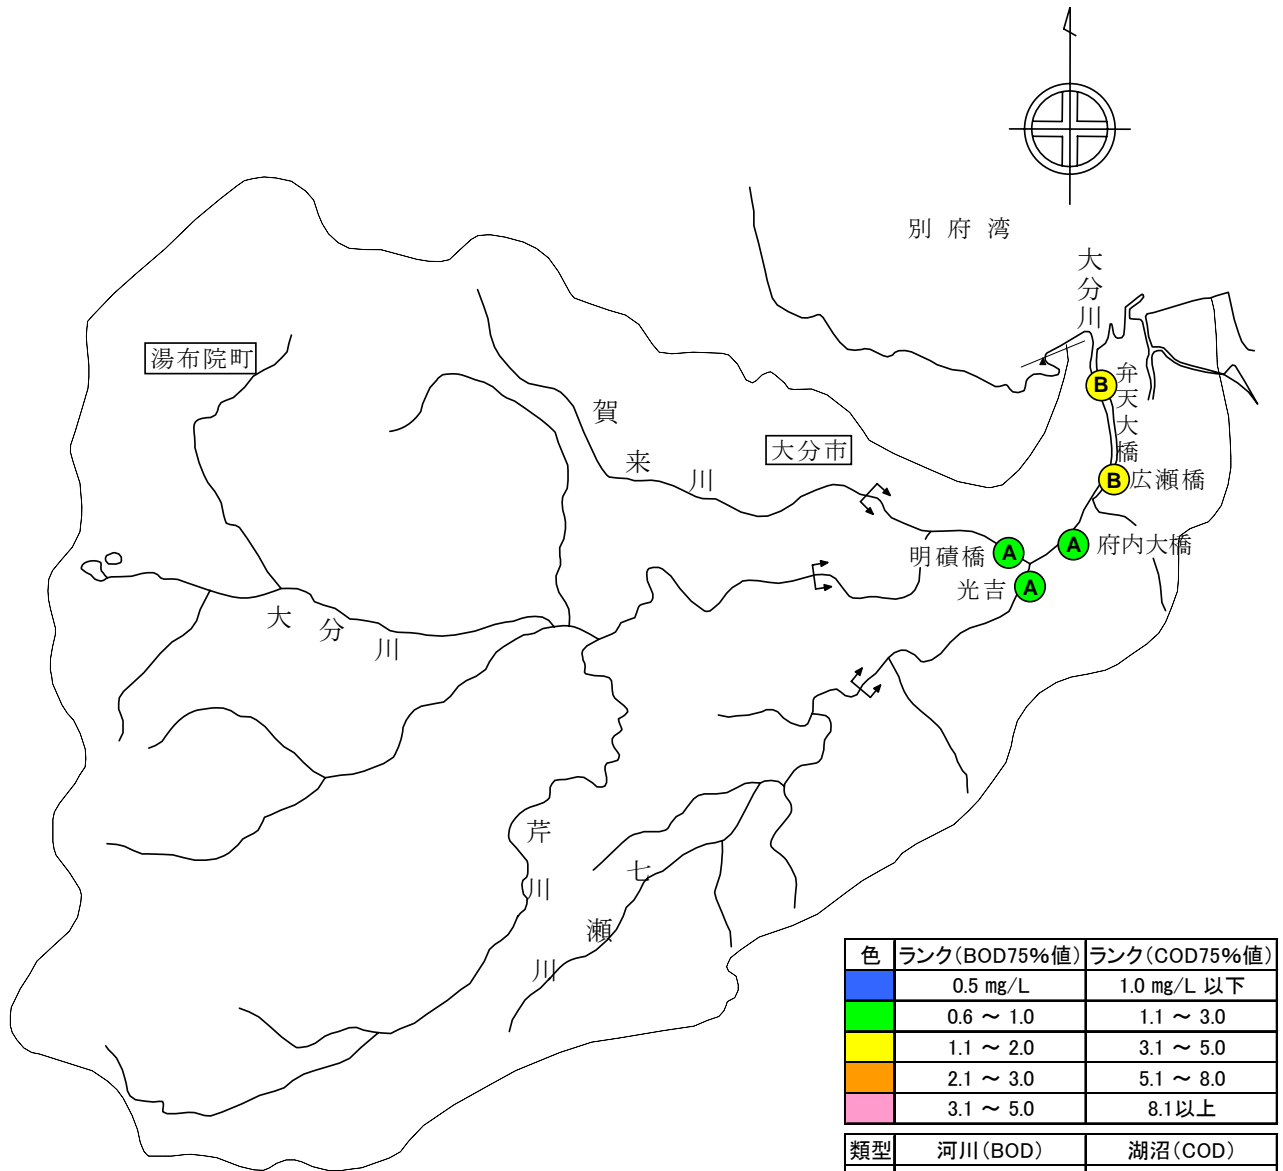 別府湾
大分川
湯布院町
弁天大橋
賀来川
大分市
広瀬橋
明磧橋
府内大橋
光吉
大分川
芹川
七瀬川
B
B
A
A
A
色 ランク(BOD75%値) ランク(COD75%値)
0.5 mg/L 1.0 mg/L 以下
0.6 ～ 1.0 1.1 ～ 3.0
1.1 ～ 2.0 3.1 ～ 5.0
2.1 ～ 3.0 5.1 ～ 8.0
3.1 ～ 5.0 8.1以上
類型 河川(BOD) 湖沼(COD)